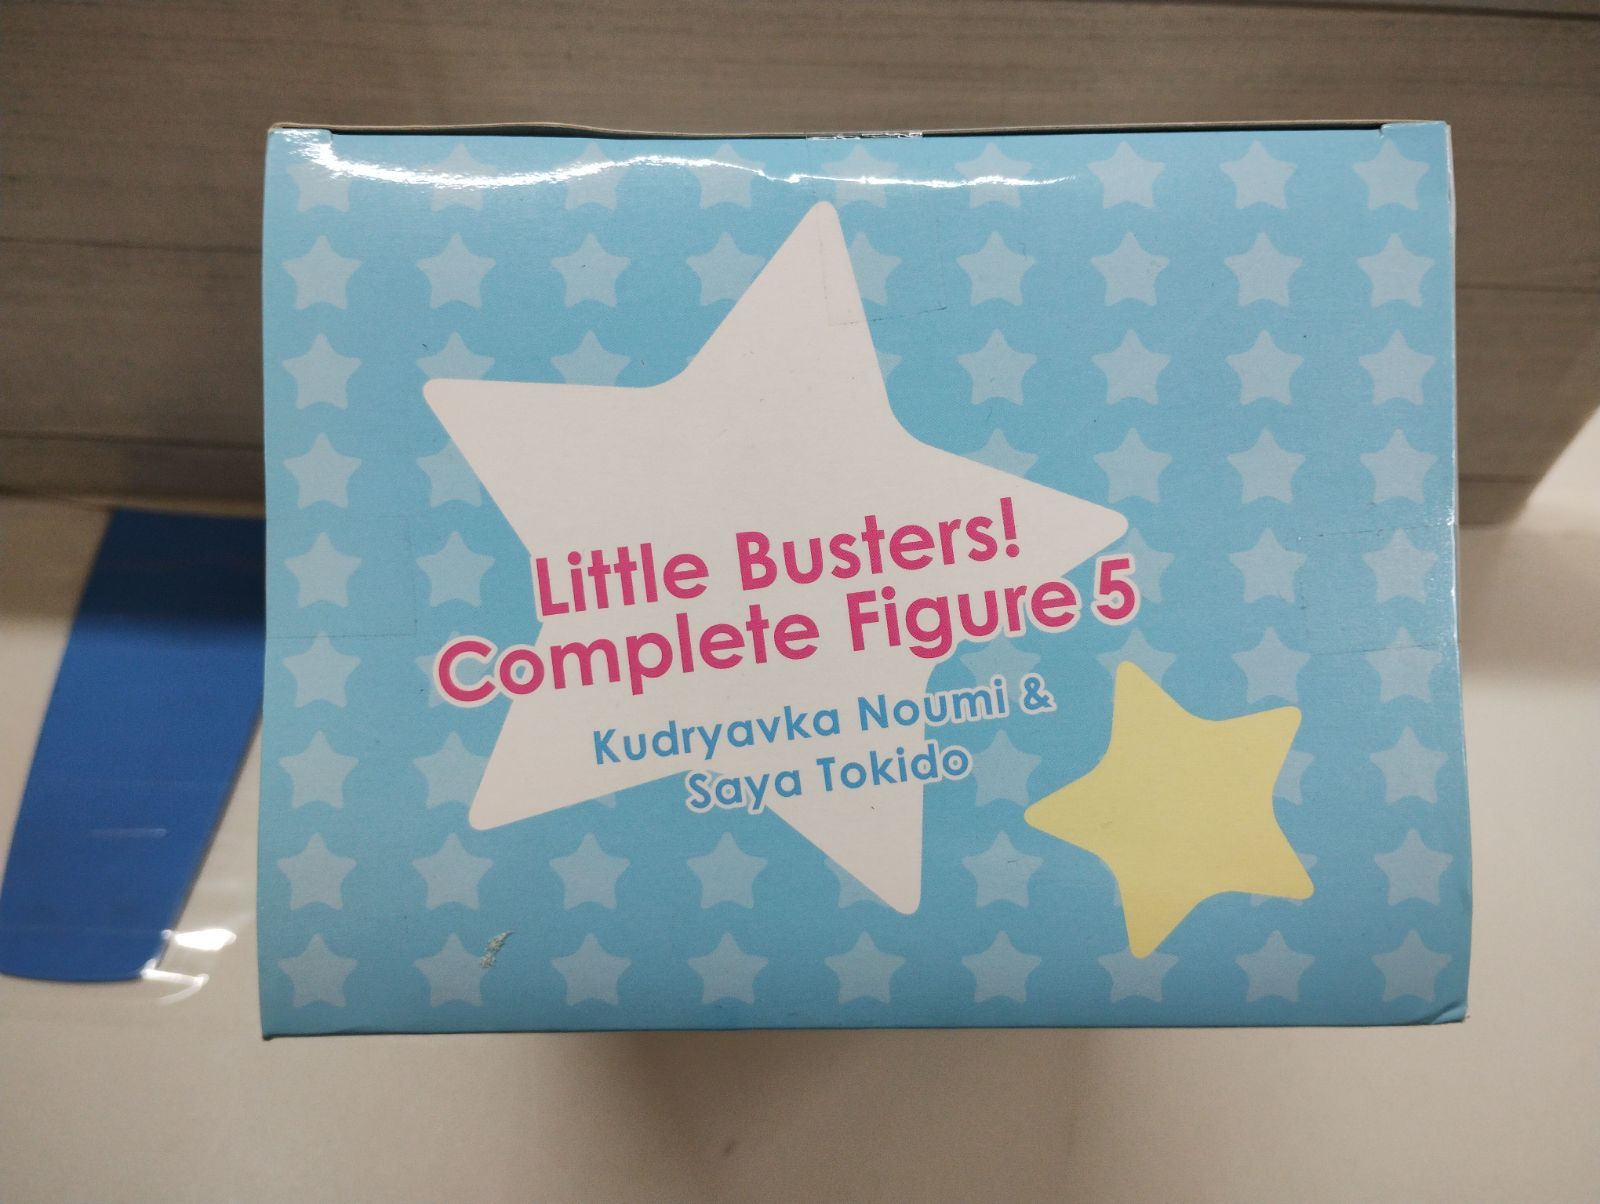 Little Busters!
Complete Figure 5
Kudryavka Noumi &
Saya Tokido